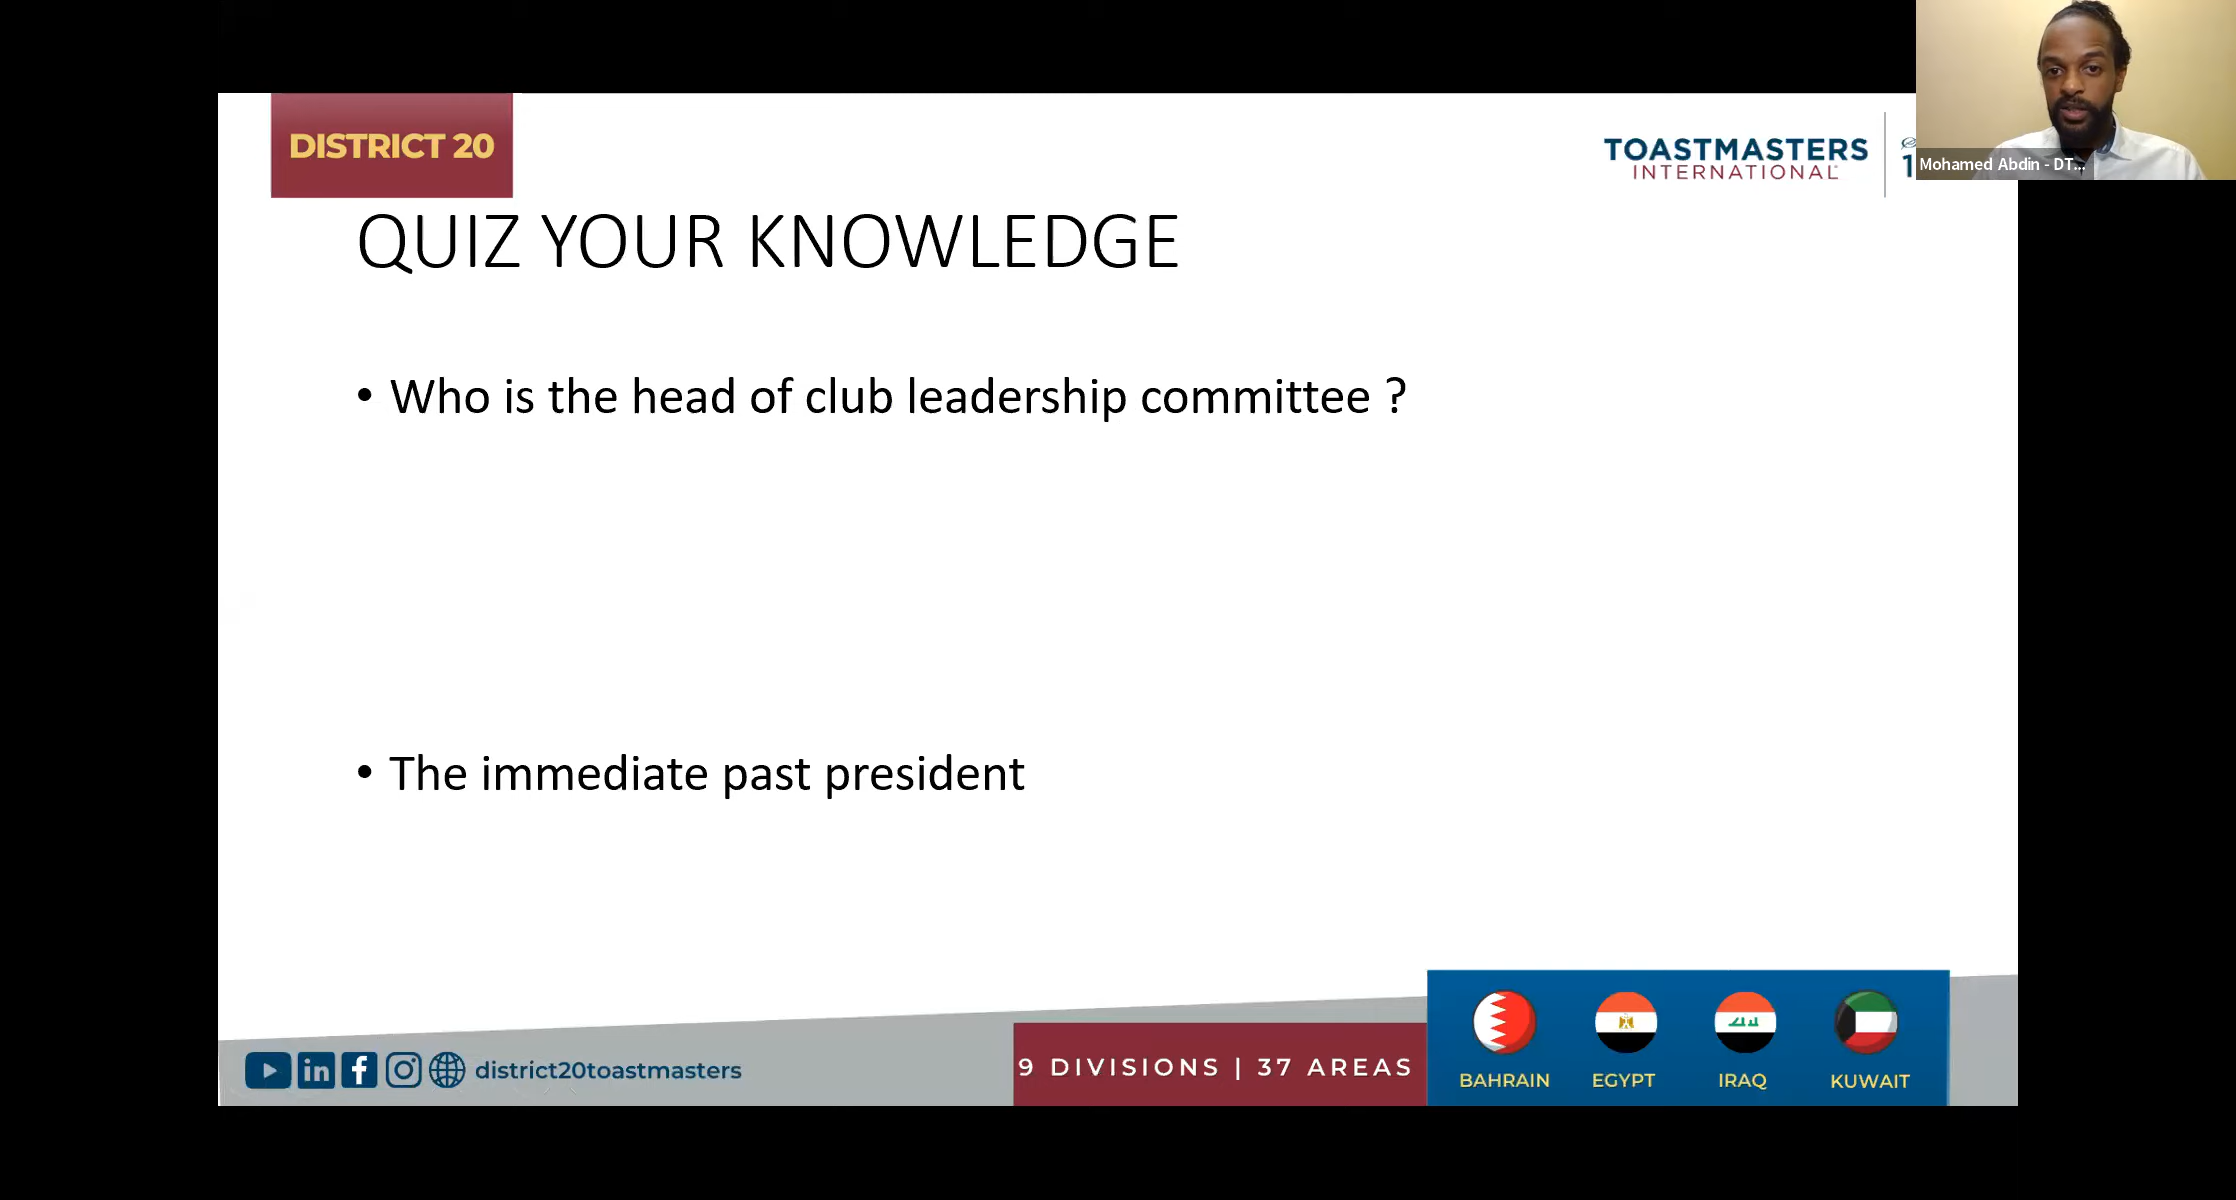 DISTRICT 20
TOASTMASTERS
INTERNATIONAL
Mohamed Abdin - DT...
QUIZ YOUR KNOWLEDGE
• Who is the head of club leadership committee ?
• The immediate past president
district20toastmasters
9 DIVISIONS | 37 AREAS
BAHRAIN
EGYPT
IRAQ
KUWAIT